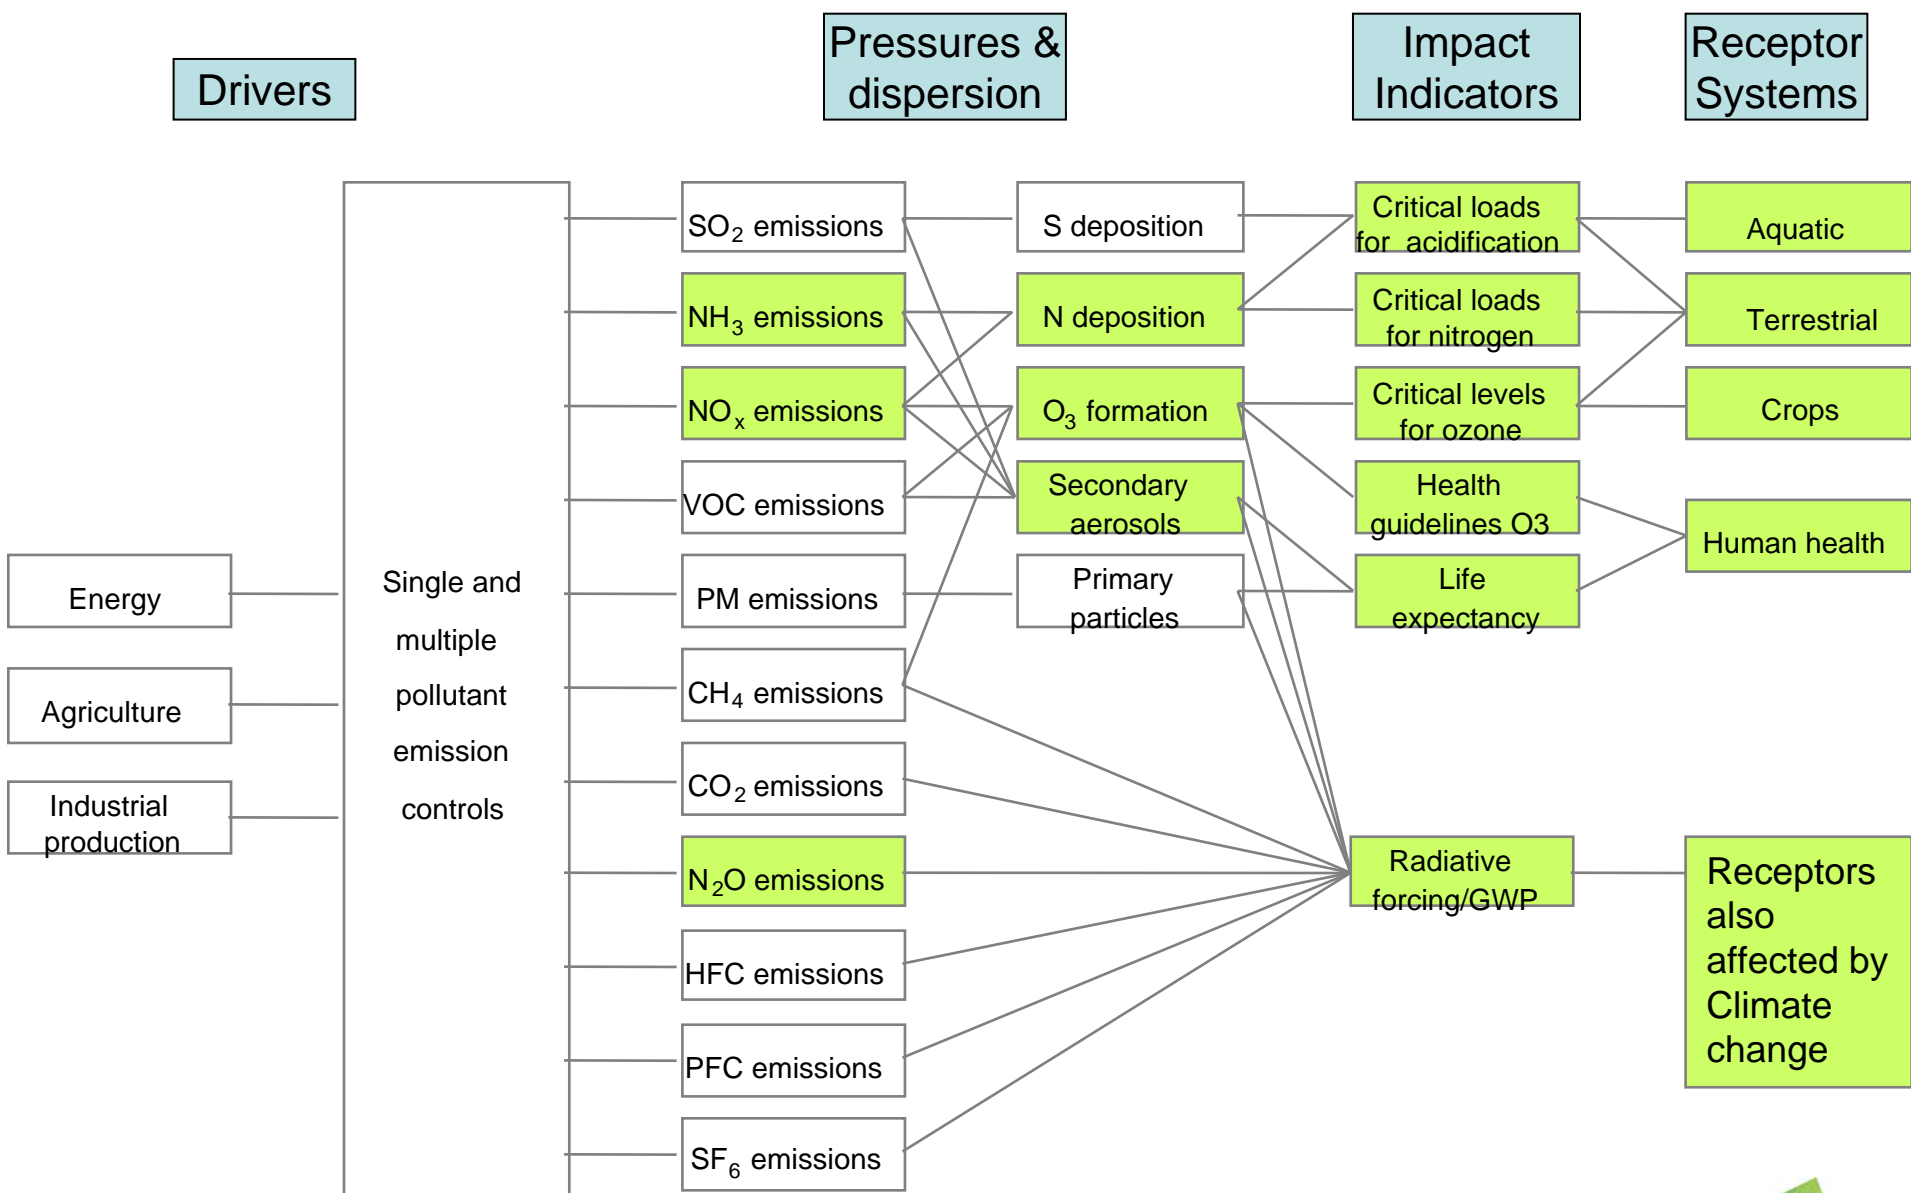 Drivers
Pressures &
dispersion
Impact
Indicators
Receptor
Systems
Energy
Agriculture
Industrial
production
Single and
multiple
pollutant
emission
controls
SO2 emissions
NH3 emissions
NOx emissions
VOC emissions
PM emissions
CH4 emissions
CO2 emissions
N2O emissions
HFC emissions
PFC emissions
SF6 emissions
S deposition
N deposition
O3 formation
Secondary
aerosols
Primary
particles
Critical loads
for acidification
Critical loads
for nitrogen
Critical levels
for ozone
Health
guidelines O3
Life
expectancy
Radiative
forcing/GWP
Aquatic
Terrestrial
Crops
Human health
Receptors
also
affected by
Climate
change